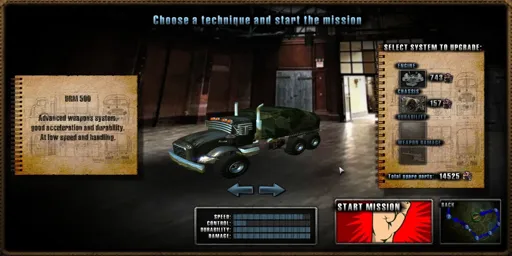 Choose a technique and start the mission
SELECT SYSTEM TO UPGRADE:
ENGINE
743
CHASSIS
157
DURABILITY
WEAPON DAMAGE
Total spare parts: 14525
DRM 500
Advanced weapons system,
good acceleration and durability.
At low speed and handling.
SPEED:
CONTROL:
DURABILITY:
DAMAGE:
START MISSION
BACK